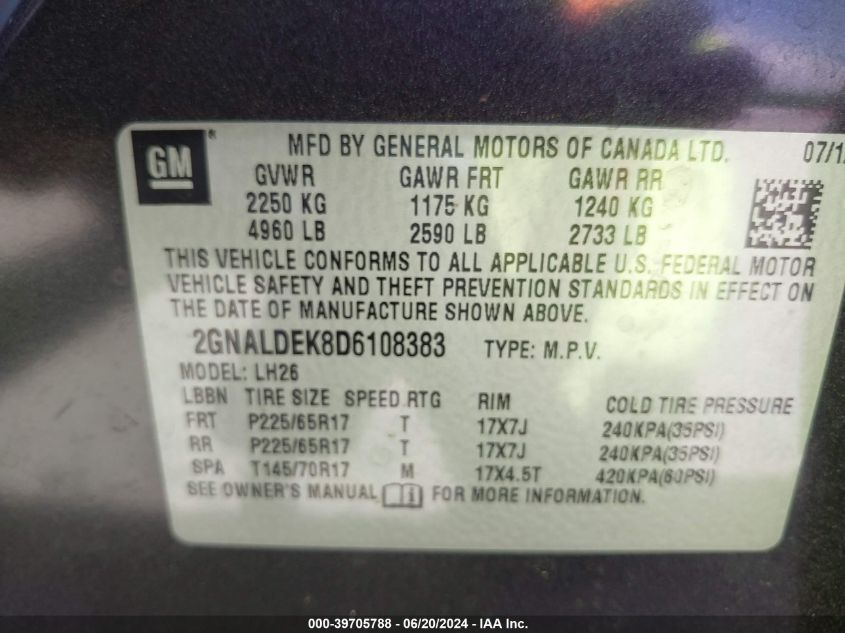 GM ® MFD BY GENERAL MOTORS OF CANADA LTD. 07/1
GVWR GAWR FRT GAWR RR
2250 KG 1175 KG 1240 KG
4960 LB 2590 LB 2733 LB
THIS VEHICLE CONFORMS TO ALL APPLICABLE U.S. FEDERAL MOTOR
VEHICLE SAFETY AND THEFT PREVENTION STANDARDS IN EFFECT ON
THE DATE OF MANUFACTURE SHOWN ABOVE.
2GNALDEK8D6108383 TYPE: M.P.V.
MODEL: LH26
LBBN TIRE SIZE SPEED RTG RIM COLD TIRE PRESSURE
FRT P225/65R17 T 17X7J 240KPA(35PSI)
RR P225/65R17 T 17X7J 240KPA(35PSI)
SPA T145/70R17 M 17X4.5T 420KPA(60PSI)
SEE OWNER'S MANUAL FOR MORE INFORMATION.
000-39705788 - 06/20/2024 - IAA Inc.